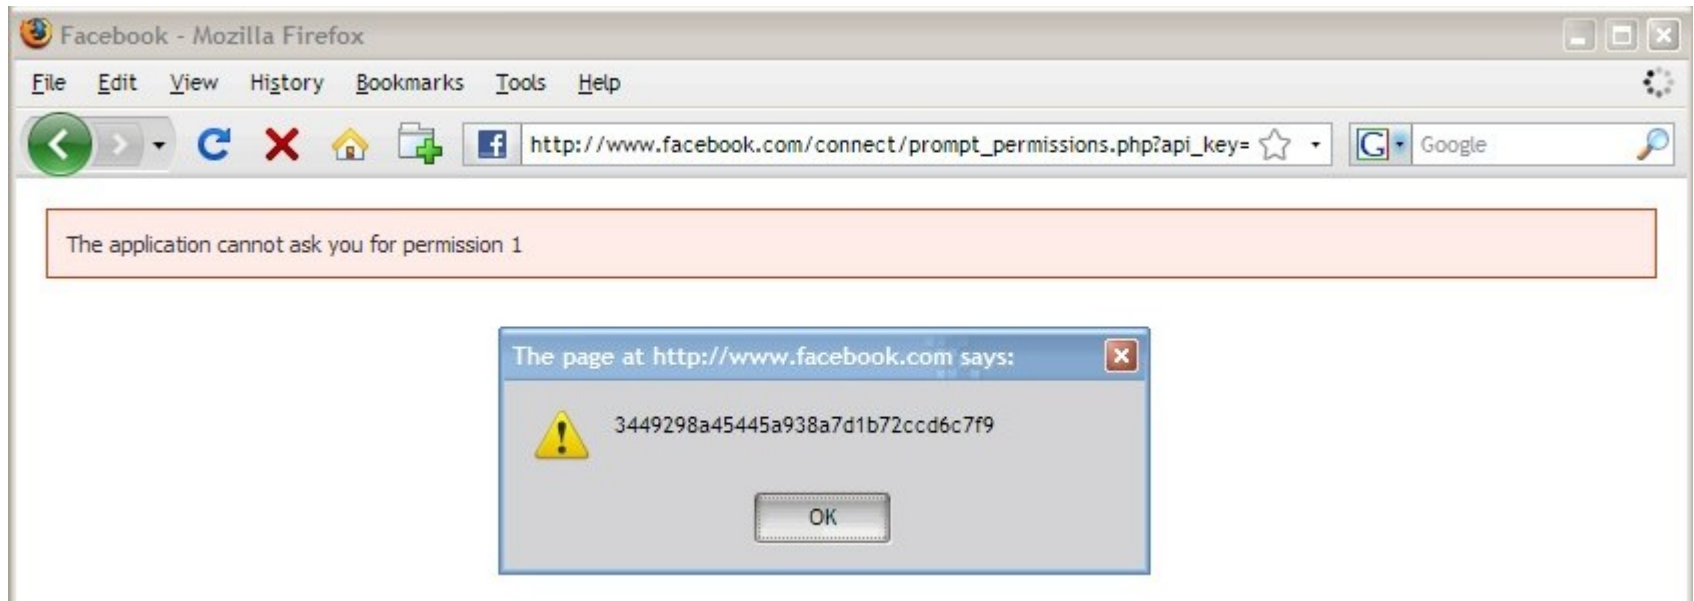 Facebook - Mozilla Firefox
File Edit View History Bookmarks Tools Help
http://www.facebook.com/connect/prompt_permissions.php?api_key= G Google
The application cannot ask you for permission 1
The page at http://www.facebook.com says:
3449298a45445a938a7d1b72ccd6c7f9
OK